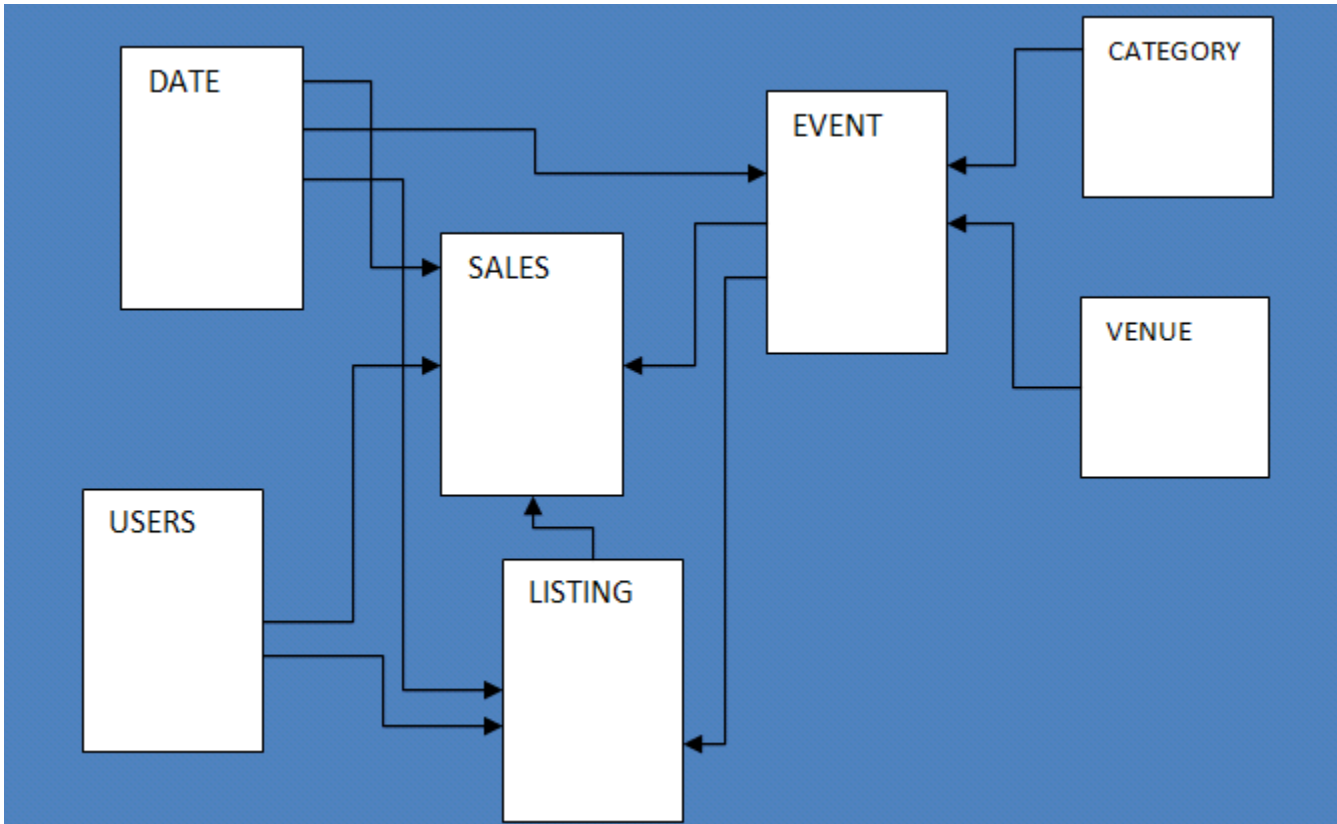 DATE
CATEGORY
EVENT
SALES
VENUE
USERS
LISTING